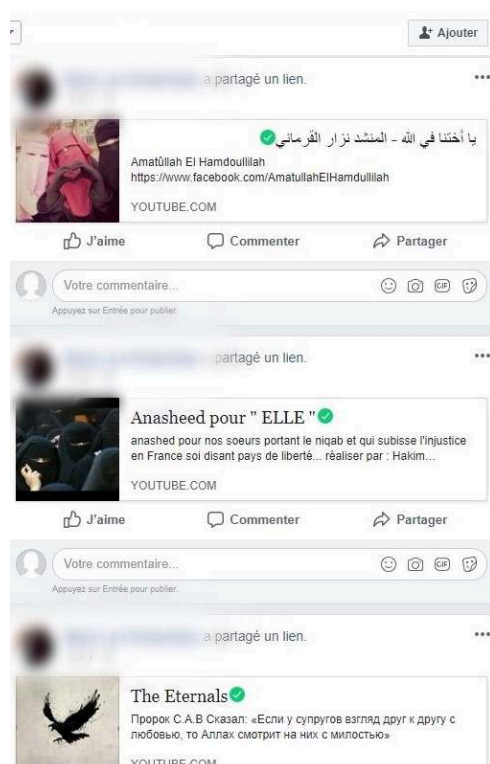 Ajouter
a partagé un lien.
يا أختنا في الله - المنشد نزار القرماني
Amatûllah El Hamdoullilah
https://www.facebook.com/AmatullahElHamdullilah
YOUTUBE.COM
J'aime Commenter Partager
Votre commentaire...
Appuyez sur Entrée pour publier.
partagé un lien.
Anasheed pour " ELLE "
anashed pour nos soeurs portant le niqab et qui subisse l'injustice
en France soi disant pays de liberté... réaliser par : Hakim...
YOUTUBE.COM
J'aime Commenter Partager
Votre commentaire...
Appuyez sur Entrée pour publier.
a partagé un lien.
The Eternals
Пророк С.А.В Сказал: «Если у супругов взгляд друг к другу с
любовью, то Аллах смотрит на них с милостью»
YOUTUBE.COM